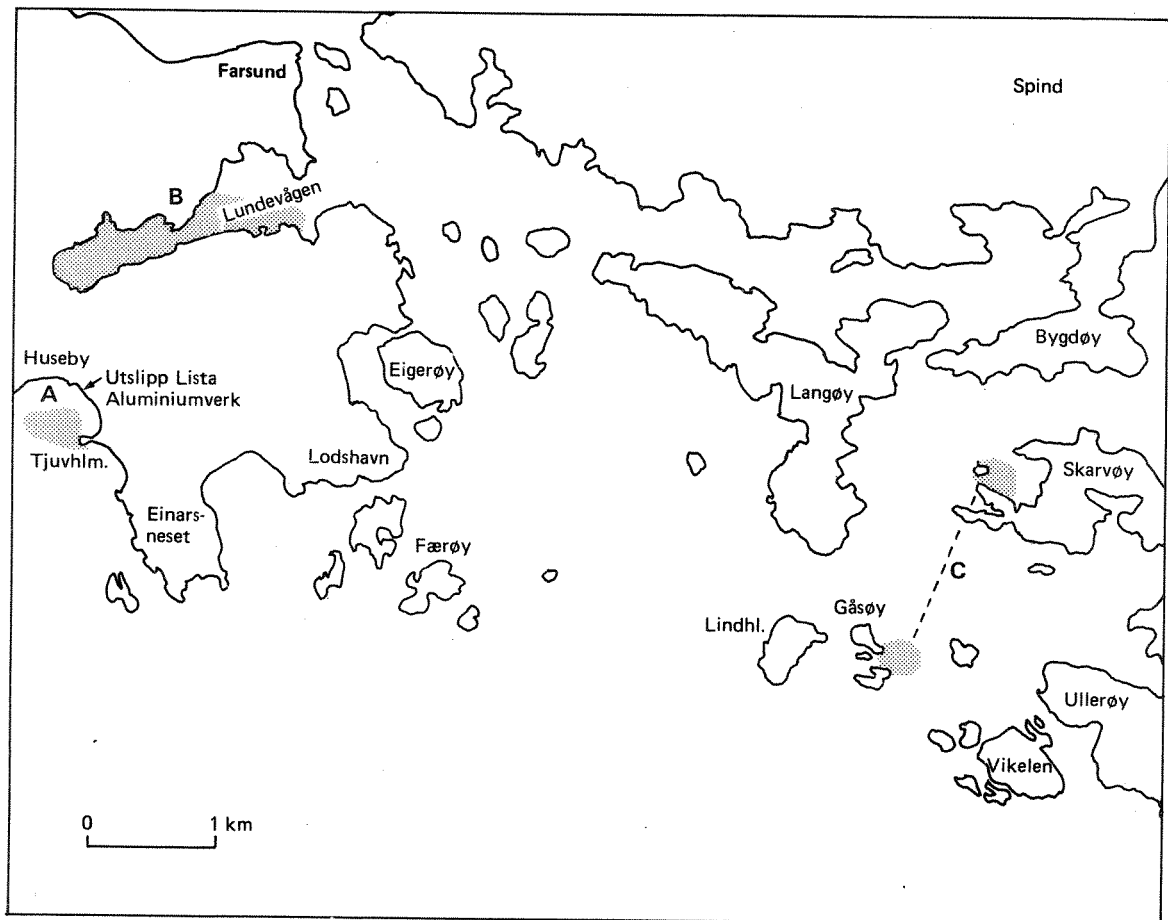 Farsund
Spind
B
Lundevågen
Huseby
Utslipp Lista
Aluminiumverk
A
Tjuvhlm.
Eigerøy
Bygdøy
Langøy
Lodshavn
Skarvøy
Einars-
neset
Færøy
C
Gåsøy
Lindhl.
Ullerøy
Vikelen
0 1 km